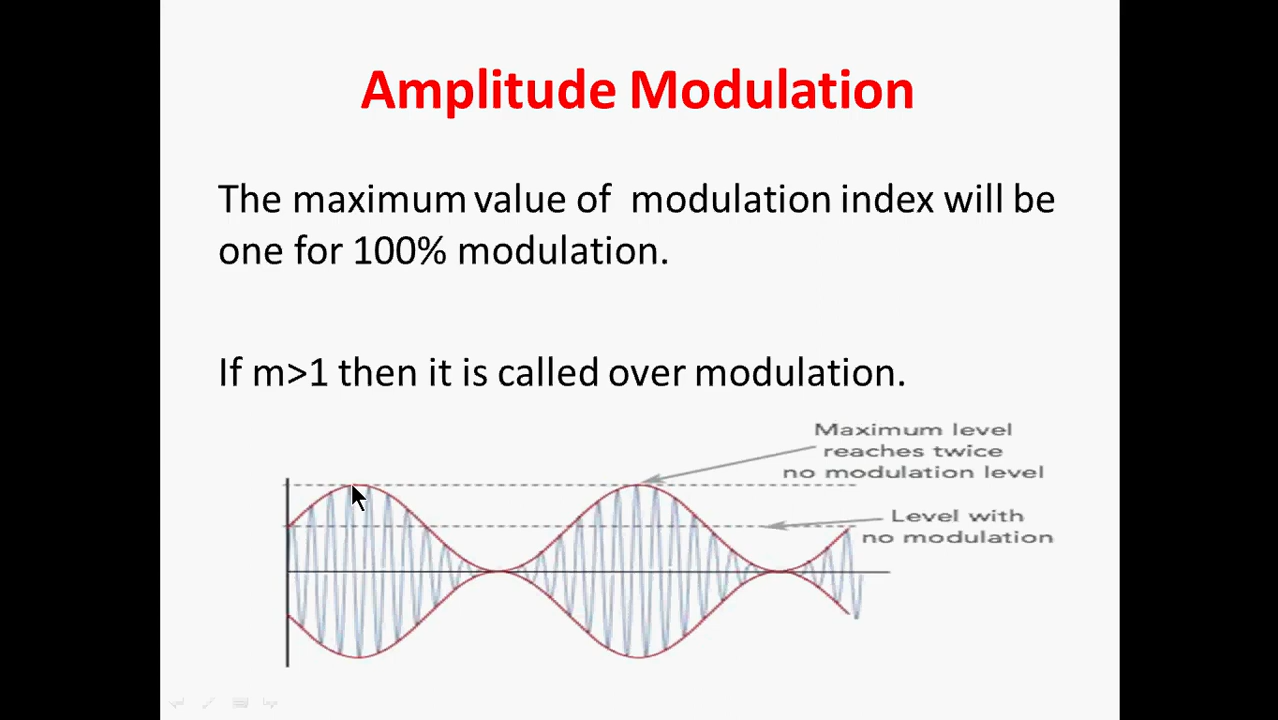 Amplitude Modulation
The maximum value of modulation index will be
one for 100% modulation.
If m>1 then it is called over modulation.
Maximum level
reaches twice
no modulation level
Level with
no modulation